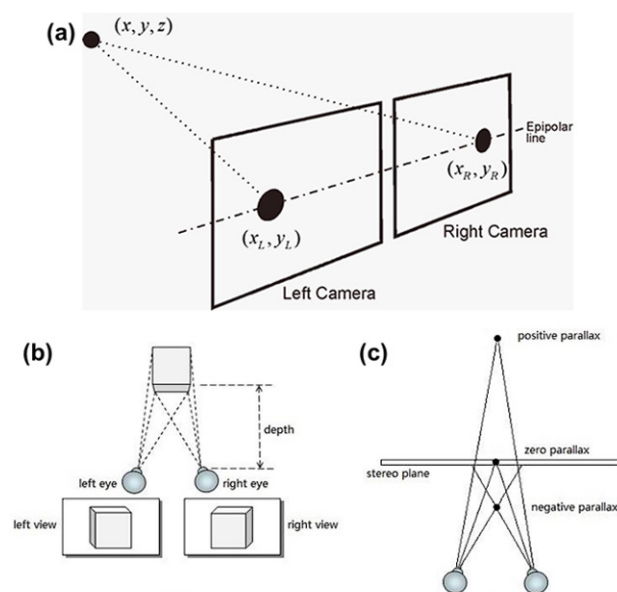 (a)
(x, y, z)
Epipolar
line
(x_R, y_R)
(x_L, y_L)
Right Camera
Left Camera
(b)
depth
left eye
right eye
left view
right view
(c)
positive parallax
zero parallax
stereo plane
negative parallax